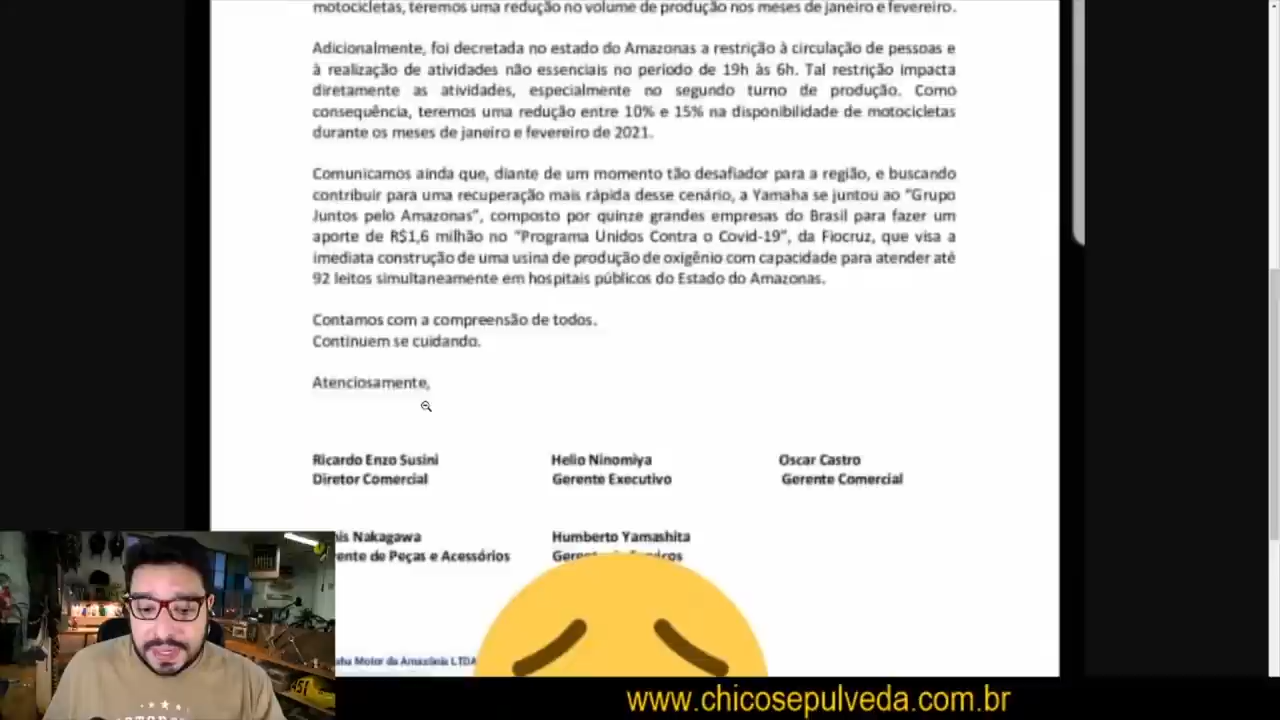 motocicletas, teremos uma redução no volume de produção nos meses de janeiro e fevereiro.
Adicionalmente, foi decretada no estado do Amazonas a restrição à circulação de pessoas e
à realização de atividades não essenciais no período de 19h às 6h. Tal restrição impacta
diretamente as atividades, especialmente no segundo turno de produção. Como
consequência, teremos uma redução entre 10% e 15% na disponibilidade de motocicletas
durante os meses de janeiro e fevereiro de 2021.
Comunicamos ainda que, diante de um momento tão desafiador para a região, e buscando
contribuir para uma recuperação mais rápida desse cenário, a Yamaha se juntou ao "Grupo
Juntos pelo Amazonas", composto por quinze grandes empresas do Brasil para fazer um
aporte de R$1,6 milhão no "Programa Unidos Contra o Covid-19", da Fiocruz, que visa a
imediata construção de uma usina de produção de oxigênio com capacidade para atender até
92 leitos simultaneamente em hospitais públicos do Estado do Amazonas.
Contamos com a compreensão de todos.
Continuem se cuidando.
Atenciosamente,
Ricardo Enzo Susini Helio Ninomiya Oscar Castro
Diretor Comercial Gerente Executivo Gerente Comercial
Nakagawa Humberto Yamashita
de Peças e Acessórios
Motor da Amazônia LTDA
www.chicosepulveda.com.br